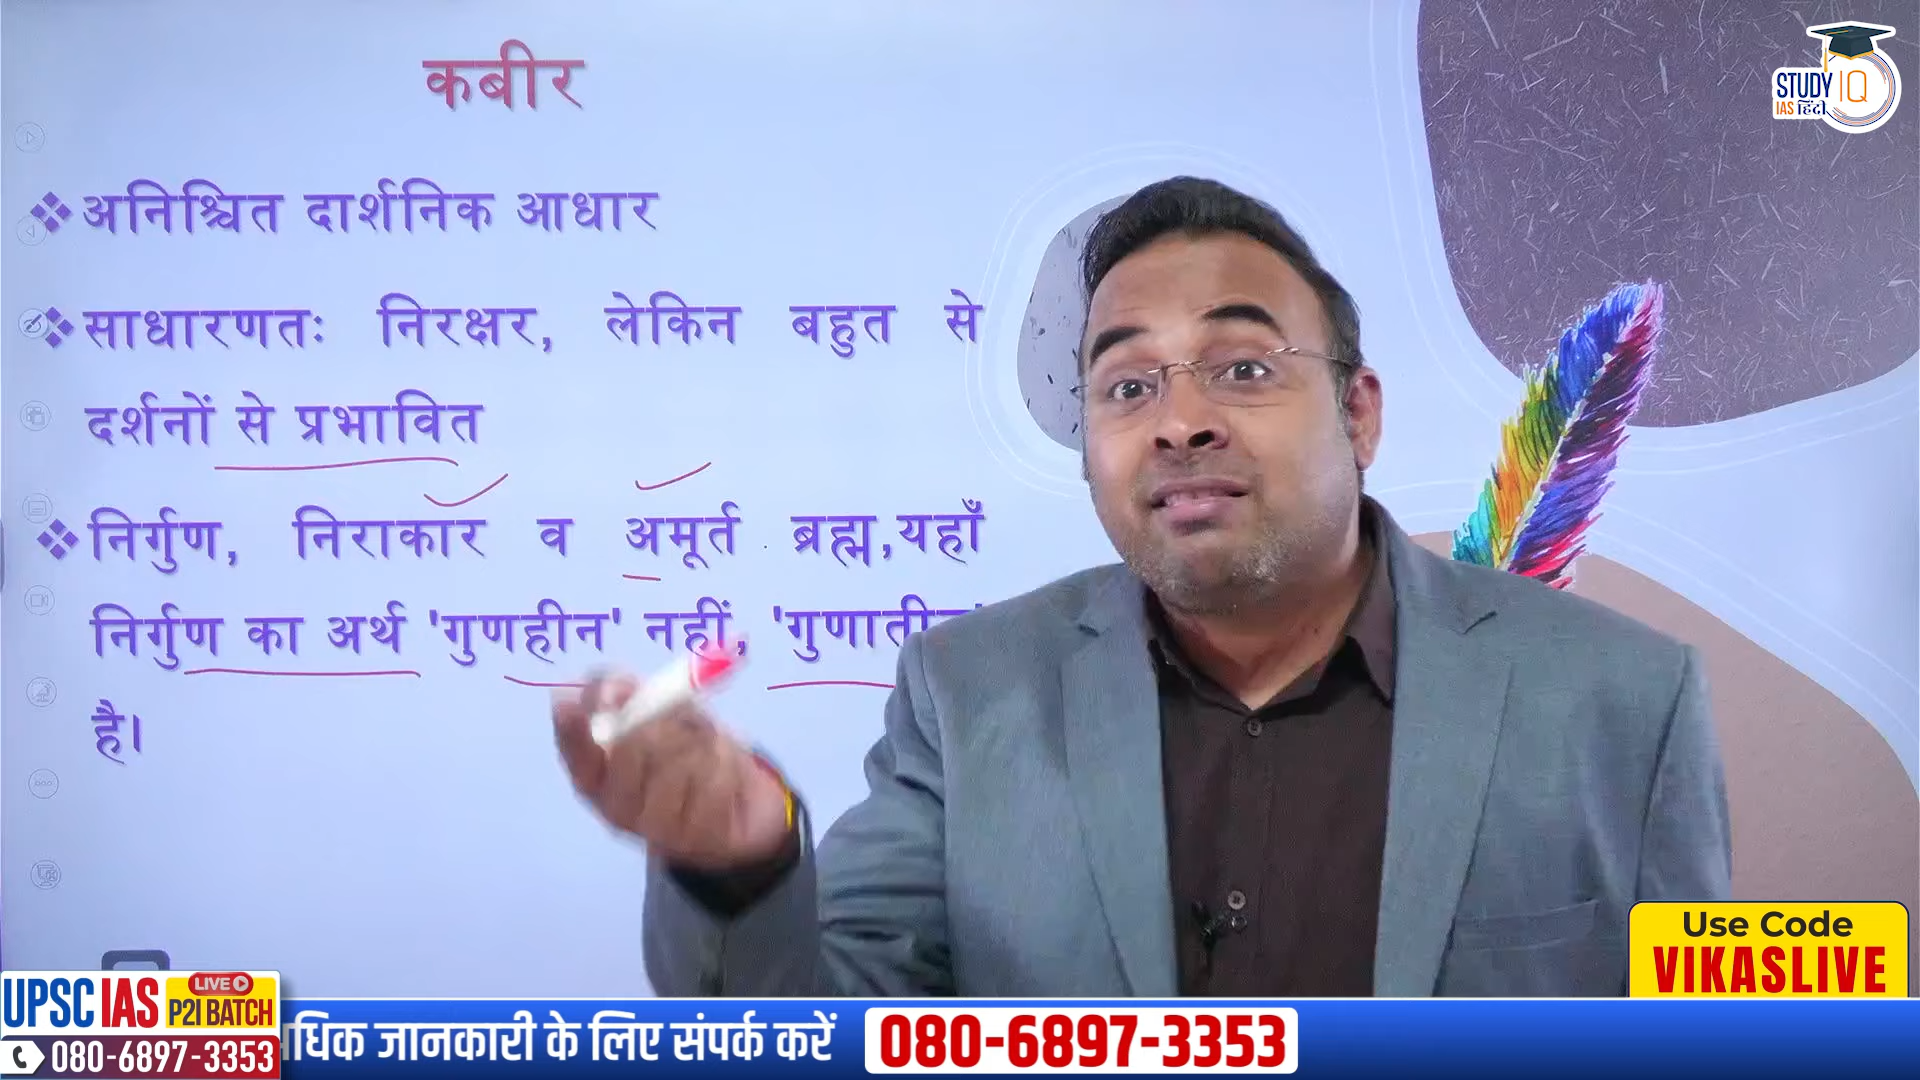 कबीर
STUDY IQ
IAS हिंदी
❖ अनिश्चित दार्शनिक आधार
❖ साधारणतः निरक्षर, लेकिन बहुत से
दर्शनों से प्रभावित
❖ निर्गुण, निराकार व अमूर्त ब्रह्म,यहाँ
निर्गुण का अर्थ 'गुणहीन' नहीं, 'गुणाती
है।
Use Code
VIKASLIVE
UPSC IAS LIVE
P2I BATCH
080-6897-3353
जानकारी के लिए संपर्क करें 080-6897-3353